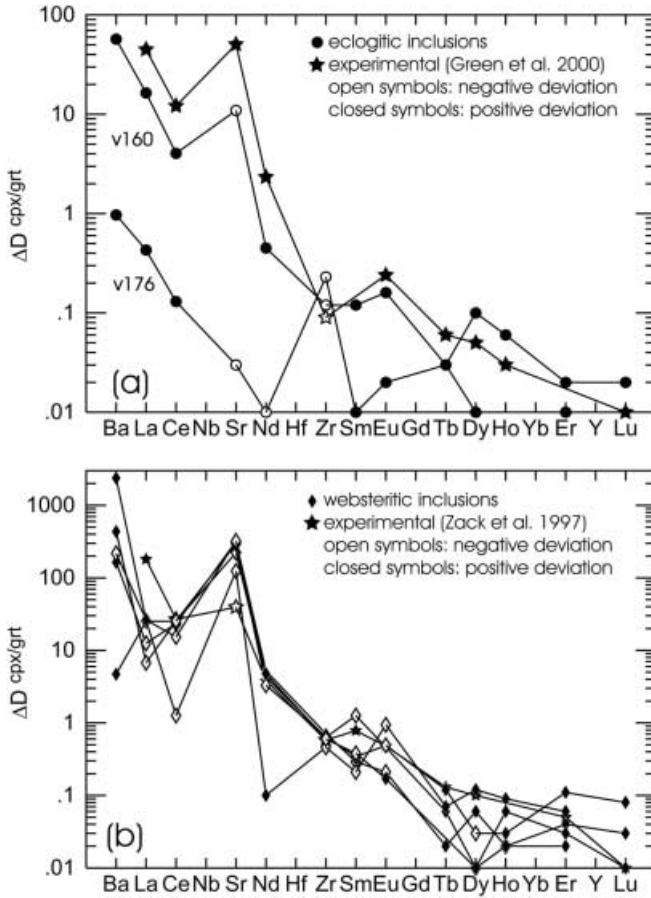 100
● eclogitic inclusions
★ experimental (Green et al. 2000)
open symbols: negative deviation
closed symbols: positive deviation
10
v160
ΔD cpx/grt
1
v176
.1
(a)
.01
Ba La Ce Nb Sr Nd Hf Zr Sm Eu Gd Tb Dy Ho Yb Er Y Lu
1000
♦ websteritic inclusions
★ experimental (Zack et al. 1997)
open symbols: negative deviation
closed symbols: positive deviation
100
ΔD cpx/grt
10
1
.1
(b)
.01
Ba La Ce Nb Sr Nd Hf Zr Sm Eu Gd Tb Dy Ho Yb Er Y Lu